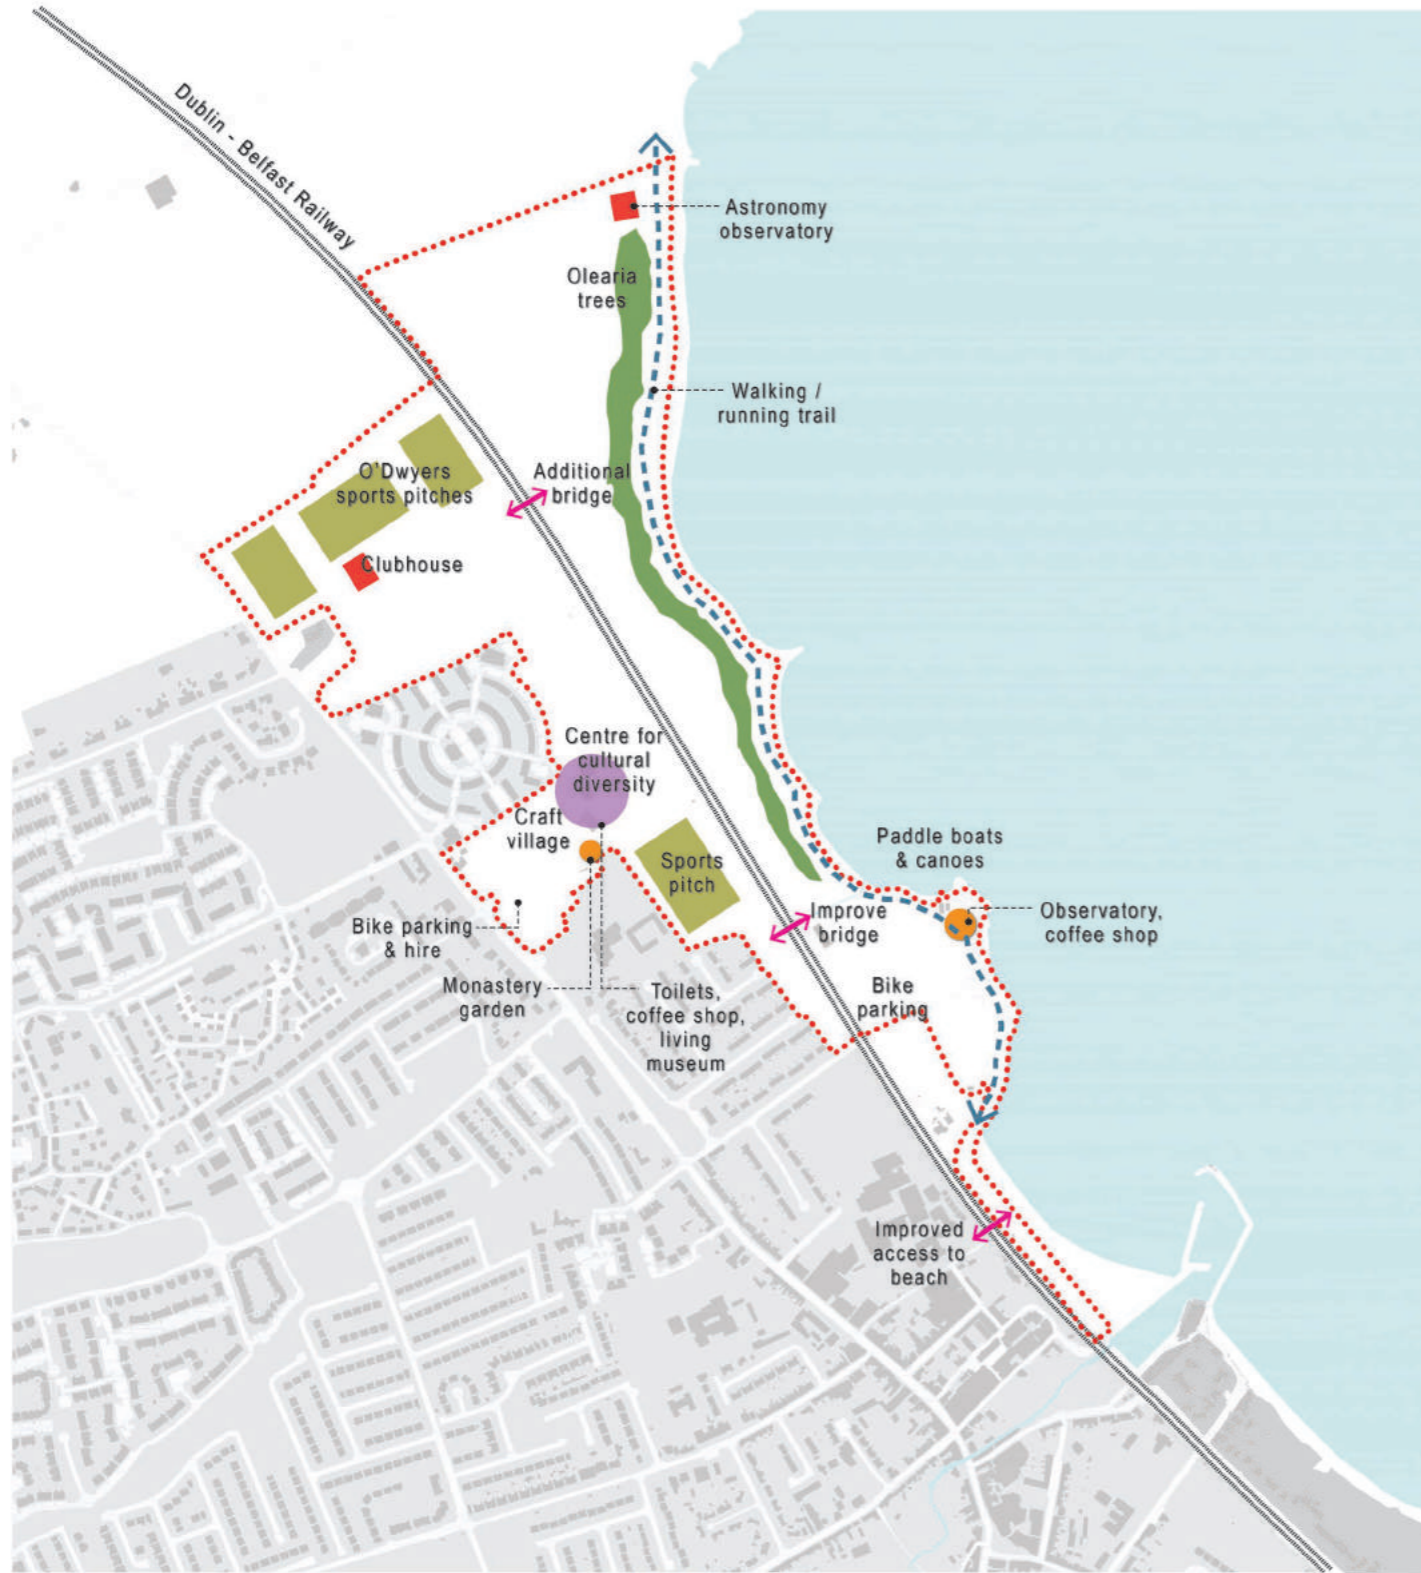 Dublin - Belfast Railway
Astronomy
observatory
Olearia
trees
Walking /
running trail
O'Dwyers
sports pitches
Additional
bridge
Clubhouse
Centre for
cultural
diversity
Craft
village
Sports
pitch
Paddle boats
& canoes
Bike parking
& hire
Improve
bridge
Observatory,
coffee shop
Monastery
garden
Toilets,
coffee shop,
living
museum
Bike
parking
Improved
access to
beach